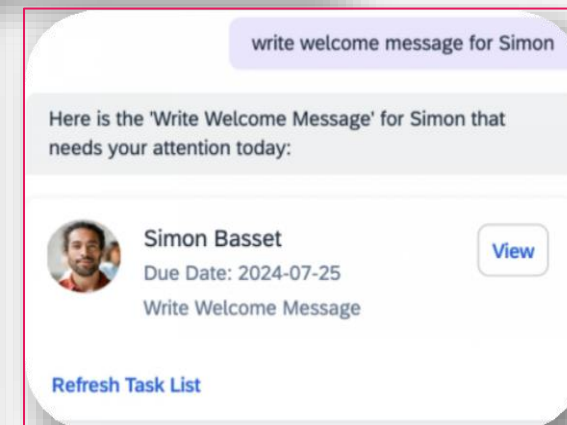 write welcome message for Simon
Here is the 'Write Welcome Message' for Simon that
needs your attention today:
Simon Basset
View
Due Date: 2024-07-25
Write Welcome Message
Refresh Task List